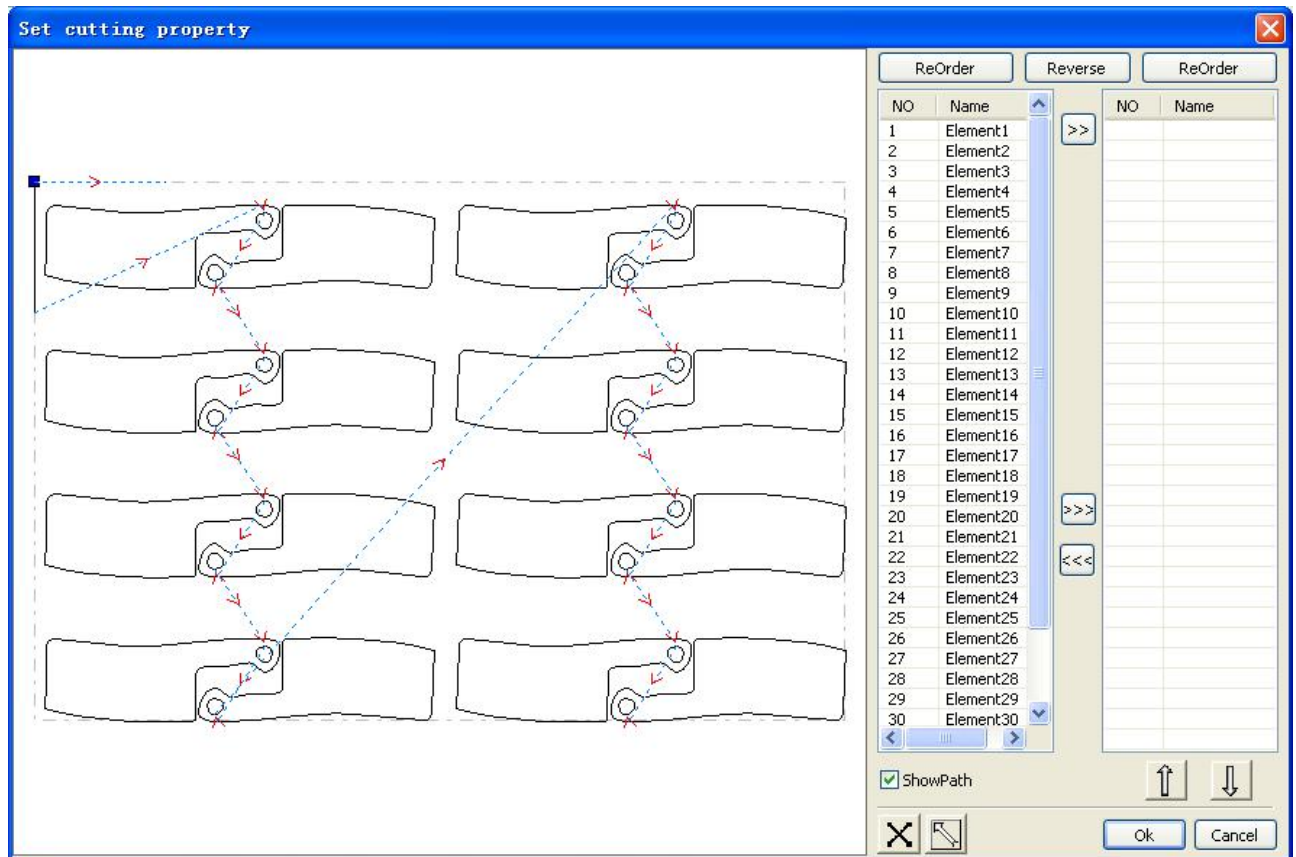 Set cutting property
ReOrder Reverse ReOrder
NO Name >> NO Name
1 Element1
2 Element2
3 Element3
4 Element4
5 Element5
6 Element6
7 Element7
8 Element8
9 Element9
10 Element10
11 Element11
12 Element12
13 Element13
14 Element14
15 Element15
16 Element16
17 Element17
18 Element18
19 Element19
20 Element20 >>>
21 Element21
22 Element22 <<<
23 Element23
24 Element24
25 Element25
26 Element26
27 Element27
28 Element28
29 Element29
30 Element30
ShowPath
Ok Cancel